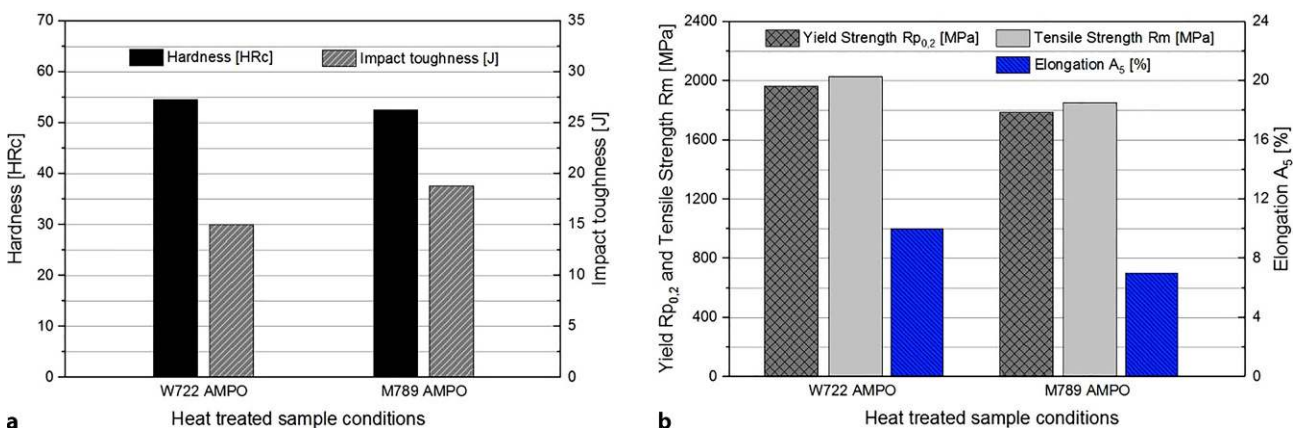 70
60
50
40
30
20
10
0
Hardness [HRc]
Hardness [HRc]
Impact toughness [J]
35
30
25
20
15
10
5
0
Impact toughness [J]
W722 AMPO
M789 AMPO
Heat treated sample conditions
a
2400
2000
1600
1200
800
400
0
Yield Rp0,2 and Tensile Strength Rm [MPa]
Yield Strength Rp0,2 [MPa]
Tensile Strength Rm [MPa]
Elongation A5 [%]
24
20
16
12
8
4
0
Elongation A5
[%]
W722 AMPO
M789 AMPO
Heat treated sample conditions
b